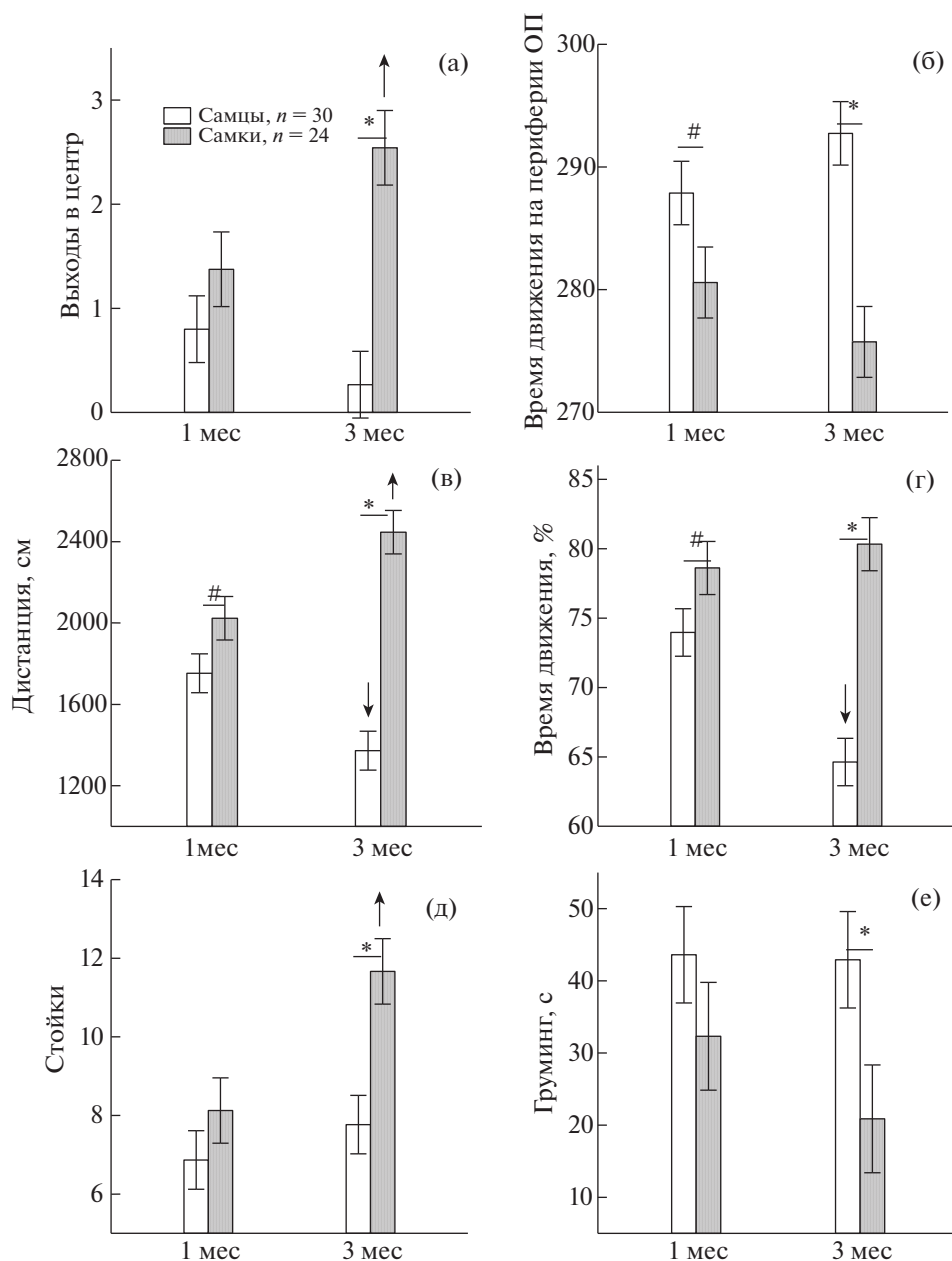 (а)
Выходы в центр
3
2
1
0
Самцы, n = 30
Самки, n = 24
*
1 мес
3 мес
(б)
Время движения на периферии ОП
300
290
280
270
#
*
1 мес
3 мес
(в)
Дистанция, см
2800
2400
2000
1600
1200
#
*
1мес
3 мес
(г)
Время движения, %
85
80
75
70
65
60
#
*
1 мес
3 мес
(д)
Стойки
14
12
10
8
6
*
1 мес
3 мес
(е)
Груминг, с
50
40
30
20
10
*
1 мес
3 мес